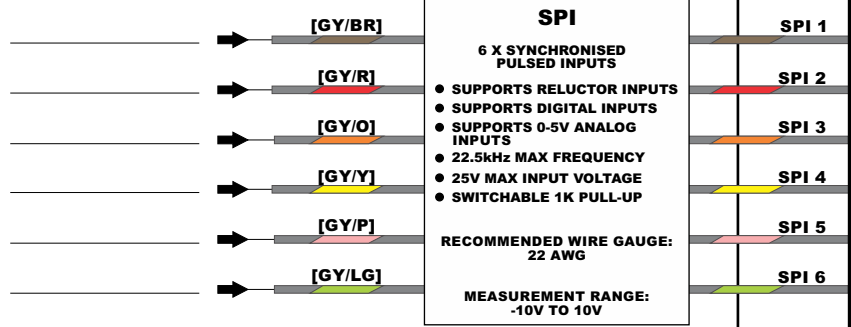 [GY/BR]
[GY/R]
[GY/O]
[GY/Y]
[GY/P]
[GY/LG]
SPI
6 X SYNCHRONISED
PULSED INPUTS
● SUPPORTS RELUCTOR INPUTS
● SUPPORTS DIGITAL INPUTS
● SUPPORTS 0-5V ANALOG
INPUTS
● 22.5kHz MAX FREQUENCY
● 25V MAX INPUT VOLTAGE
● SWITCHABLE 1K PULL-UP
RECOMMENDED WIRE GAUGE:
22 AWG
MEASUREMENT RANGE:
-10V TO 10V
SPI 1
SPI 2
SPI 3
SPI 4
SPI 5
SPI 6